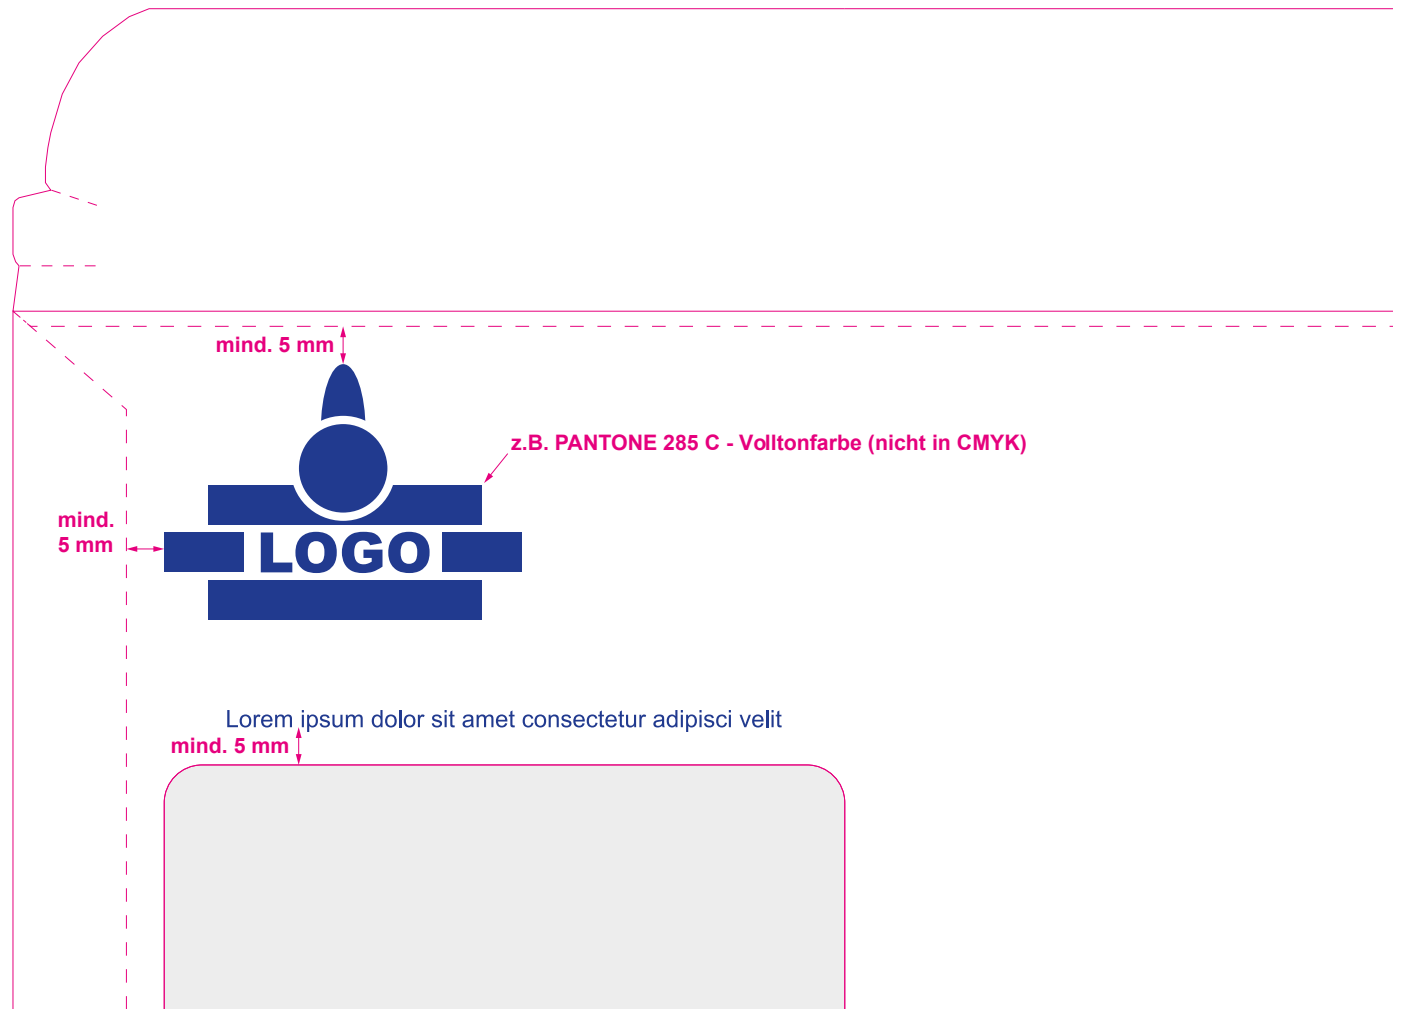 mind. 5 mm
z.B. PANTONE 285 C - Volltonfarbe (nicht in CMYK)
mind.
5 mm
LOGO
Lorem ipsum dolor sit amet consectetur adipisci velit
mind. 5 mm